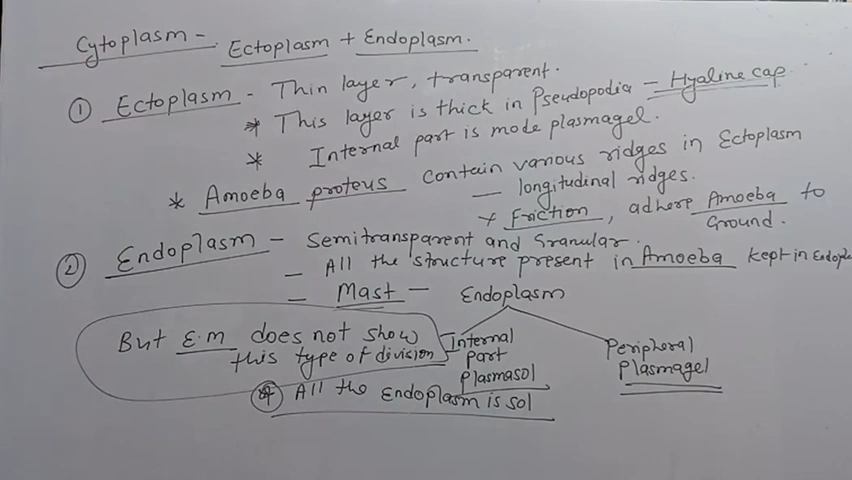 Cytoplasm - Ectoplasm + Endoplasm.
① Ectoplasm - Thin layer, transparent.
* This layer is thick in Pseudopodia - Hyaline cap
* Internal part is mode plasmagel.
* Amoeba proteus contain various ridges in Ectoplasm
— longitudinal ridges.
+ Friction, adhere Amoeba to
Ground.
② Endoplasm - Semitransparent and Granular.
- All the structure present in Amoeba kept in Endopl
- Mast - Endoplasm
But E.M does not show
this type of division
Internal
Part
Plasmasol
Peripheral
Plasmagel
* All the Endoplasm is sol